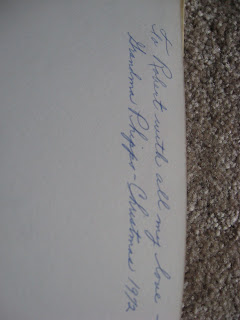 To Robert with all my love -
Grandma Phipps - Christmas 1972